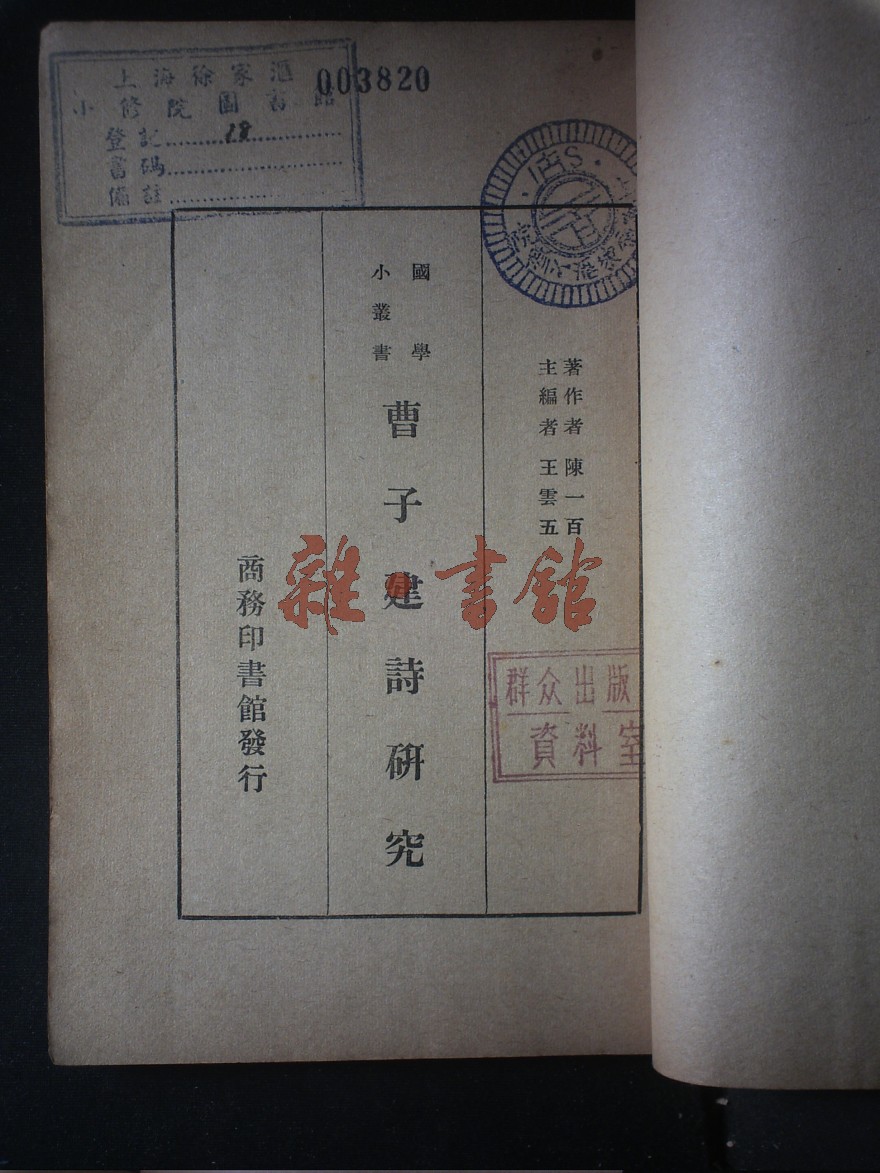 上海徐家滙
小修院圖書館
登記 18
書碼
備註
003820
著作者 陳一百
主編者 王雲五
國學
小叢書
曹子建詩研究
商務印書館發行
雜·書館
群众出版
資料室